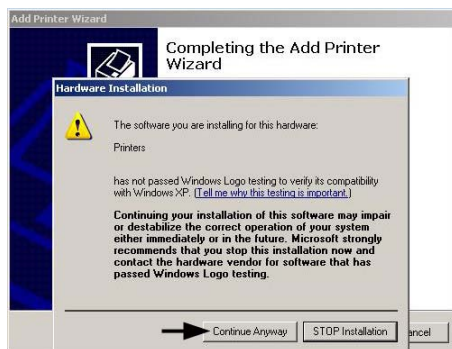 Add Printer Wizard
Completing the Add Printer
Wizard
Hardware Installation
The software you are installing for this hardware:
Printers
has not passed Windows Logo testing to verify its compatibility
with Windows XP. (Tell me why this testing is important.)
Continuing your installation of this software may impair
or destabilize the correct operation of your system
either immediately or in the future. Microsoft strongly
recommends that you stop this installation now and
contact the hardware vendor for software that has
passed Windows Logo testing.
Continue Anyway STOP Installation ancel